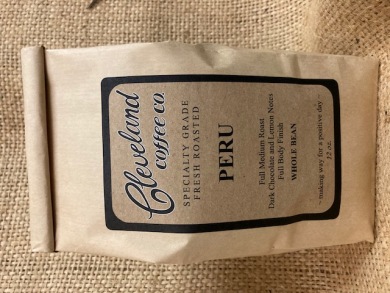 Cleveland
coffee co.
SPECIALTY GRADE
FRESH ROASTED
PERU
Full Medium Roast
Dark Chocolate and Lemon Notes
Full Body Finish
WHOLE BEAN
- making way for a positive day -
12 oz.